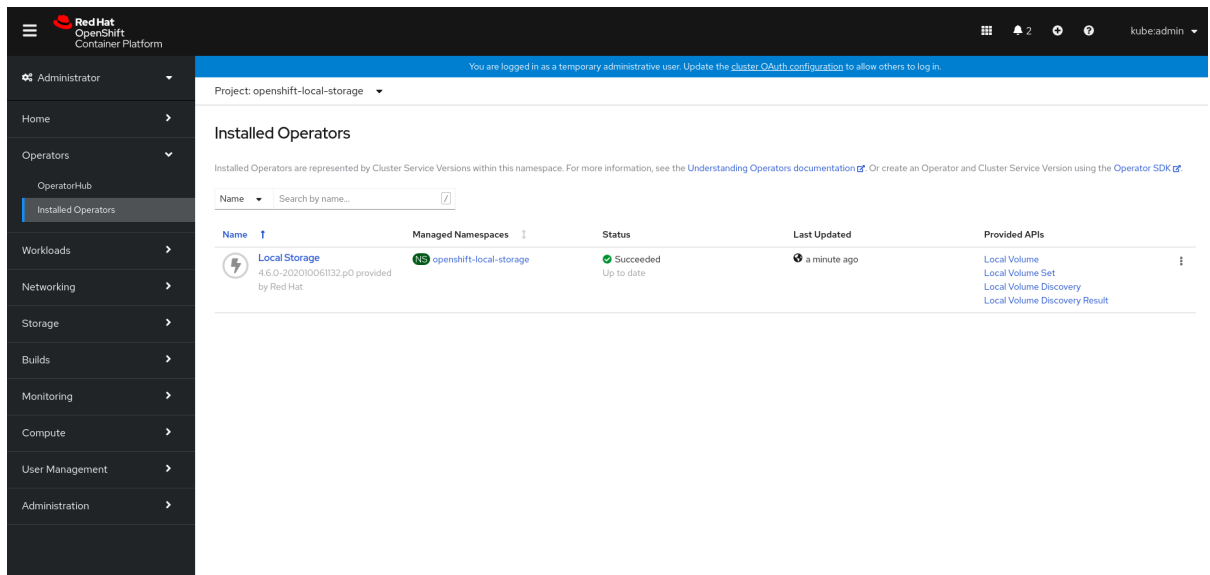 Red Hat
OpenShift
Container Platform
2
kube:admin
Administrator
You are logged in as a temporary administrative user. Update the cluster OAuth configuration to allow others to log in.
Project: openshift-local-storage
Home
Operators
OperatorHub
Installed Operators
Workloads
Networking
Storage
Builds
Monitoring
Compute
User Management
Administration
Installed Operators
Installed Operators are represented by Cluster Service Versions within this namespace. For more information, see the Understanding Operators documentation. Or create an Operator and Cluster Service Version using the Operator SDK.
Name Search by name... /
Name Managed Namespaces Status Last Updated Provided APIs
Local Storage NS openshift-local-storage Succeeded a minute ago Local Volume
4.6.0-202010061132.p0 provided Up to date Local Volume Set
by Red Hat Local Volume Discovery
Local Volume Discovery Result